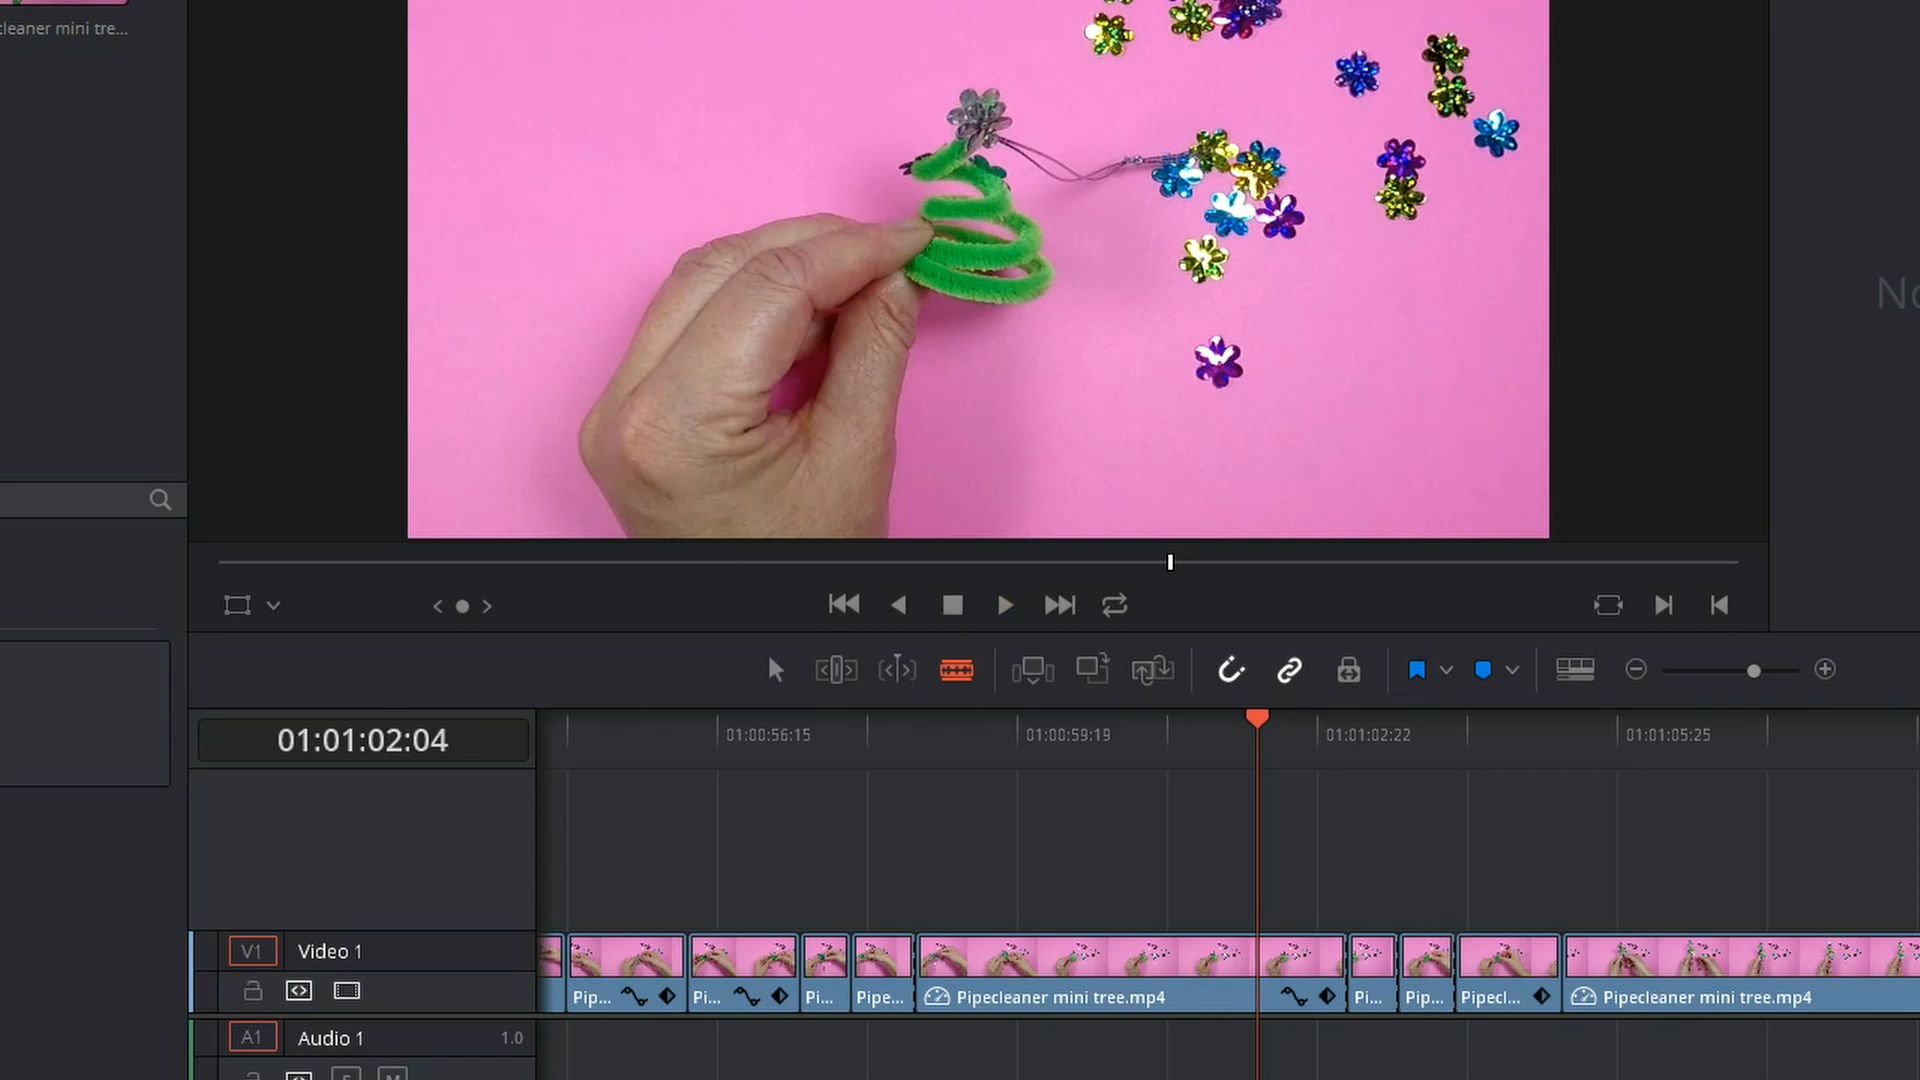 cleaner mini tre...
No
01:01:02:04
01:00:56:15
01:00:59:19
01:01:02:22
01:01:05:25
V1
Video 1
Pip...
Pi...
Pi...
Pipe...
Pipecleaner mini tree.mp4
Pi...
Pip...
Pipecl...
Pipecleaner mini tree.mp4
A1
Audio 1
1.0
S
M